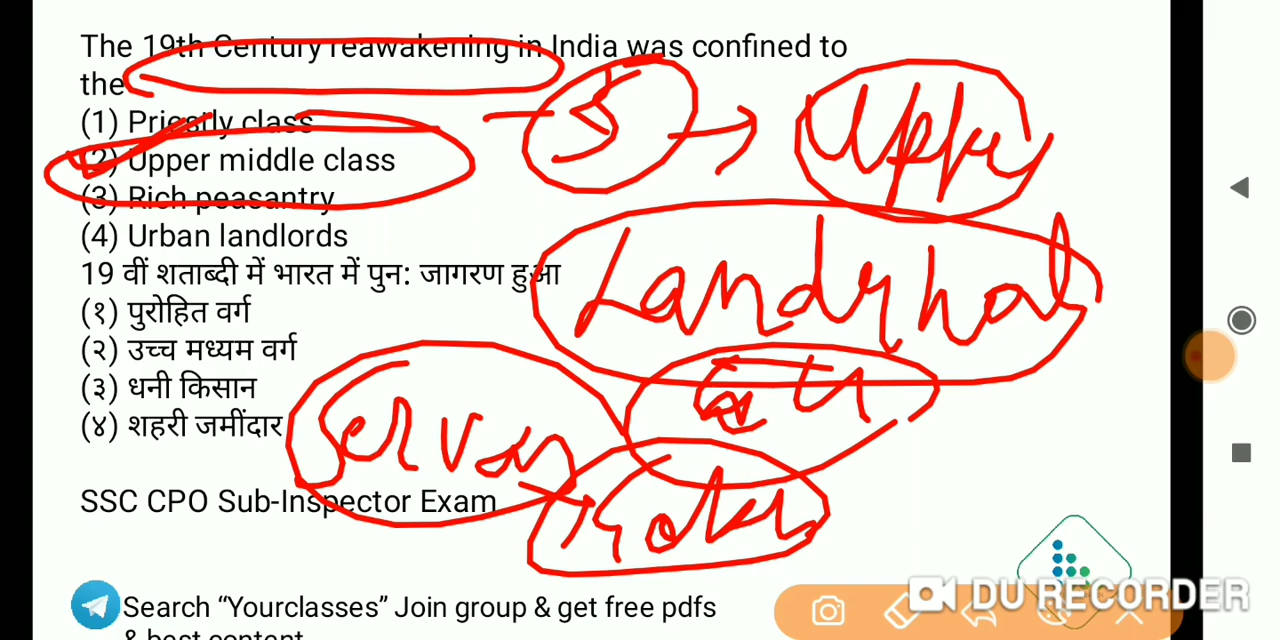 The 19th Century reawakening in India was confined to
the
(1) Priestly class
(2) Upper middle class
(3) Rich peasantry
(4) Urban landlords
19 वीं शताब्दी में भारत में पुन: जागरण हुआ
(१) पुरोहित वर्ग
(२) उच्च मध्यम वर्ग
(३) धनी किसान
(४) शहरी जमींदार
SSC CPO Sub-Inspector Exam
Search “Yourclasses” Join group & get free pdfs
& best content
DU RECORDER